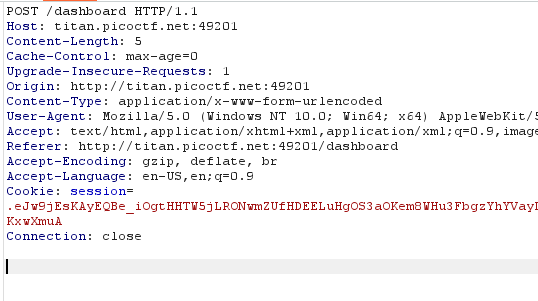 POST /dashboard HTTP/1.1
Host: titan.picoctf.net:49201
Content-Length: 5
Cache-Control: max-age=0
Upgrade-Insecure-Requests: 1
Origin: http://titan.picoctf.net:49201
Content-Type: application/x-www-form-urlencoded
User-Agent: Mozilla/5.0 (Windows NT 10.0; Win64; x64) AppleWebKit/5
Accept: text/html,application/xhtml+xml,application/xml;q=0.9,image
Referer: http://titan.picoctf.net:49201/dashboard
Accept-Encoding: gzip, deflate, br
Accept-Language: en-US,en;q=0.9
Cookie: session=
.eJw9jEsKAyEQBe_iOgtHHTW5jLRONwmZUfHDEELuHgOS3aOKem8WHu3FbgzYhYVayD
KxwXmuA
Connection: close